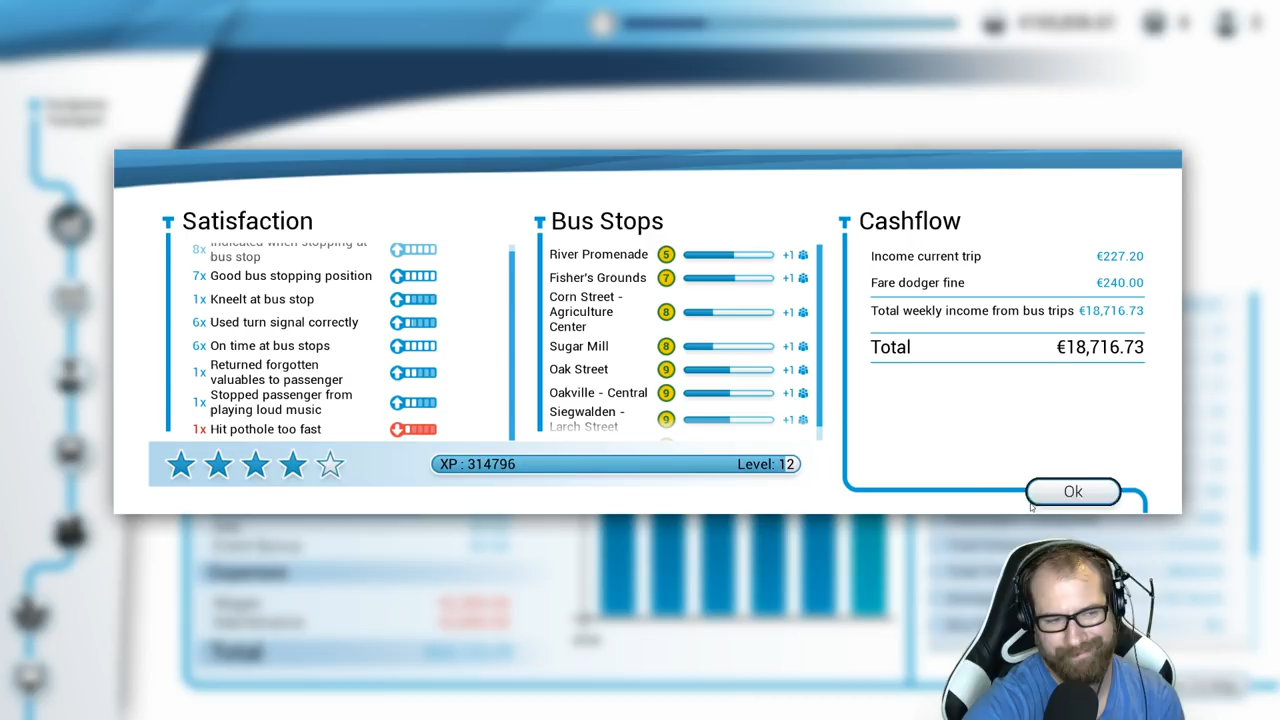 Satisfaction
8x Indicated when stopping at
bus stop
7x Good bus stopping position
1x Kneelt at bus stop
6x Used turn signal correctly
6x On time at bus stops
1x Returned forgotten
valuables to passenger
1x Stopped passenger from
playing loud music
1x Hit pothole too fast
XP : 314796 Level: 12
Bus Stops
River Promenade 5 +1
Fisher's Grounds 7 +1
Corn Street -
Agriculture
Center 8 +1
Sugar Mill 8 +1
Oak Street 9 +1
Oakville - Central 9 +1
Siegwalden -
Larch Street 9 +1
Cashflow
Income current trip €227.20
Fare dodger fine €240.00
Total weekly income from bus trips €18,716.73
Total €18,716.73
Ok
Expenses
Wages
Maintenance
Total